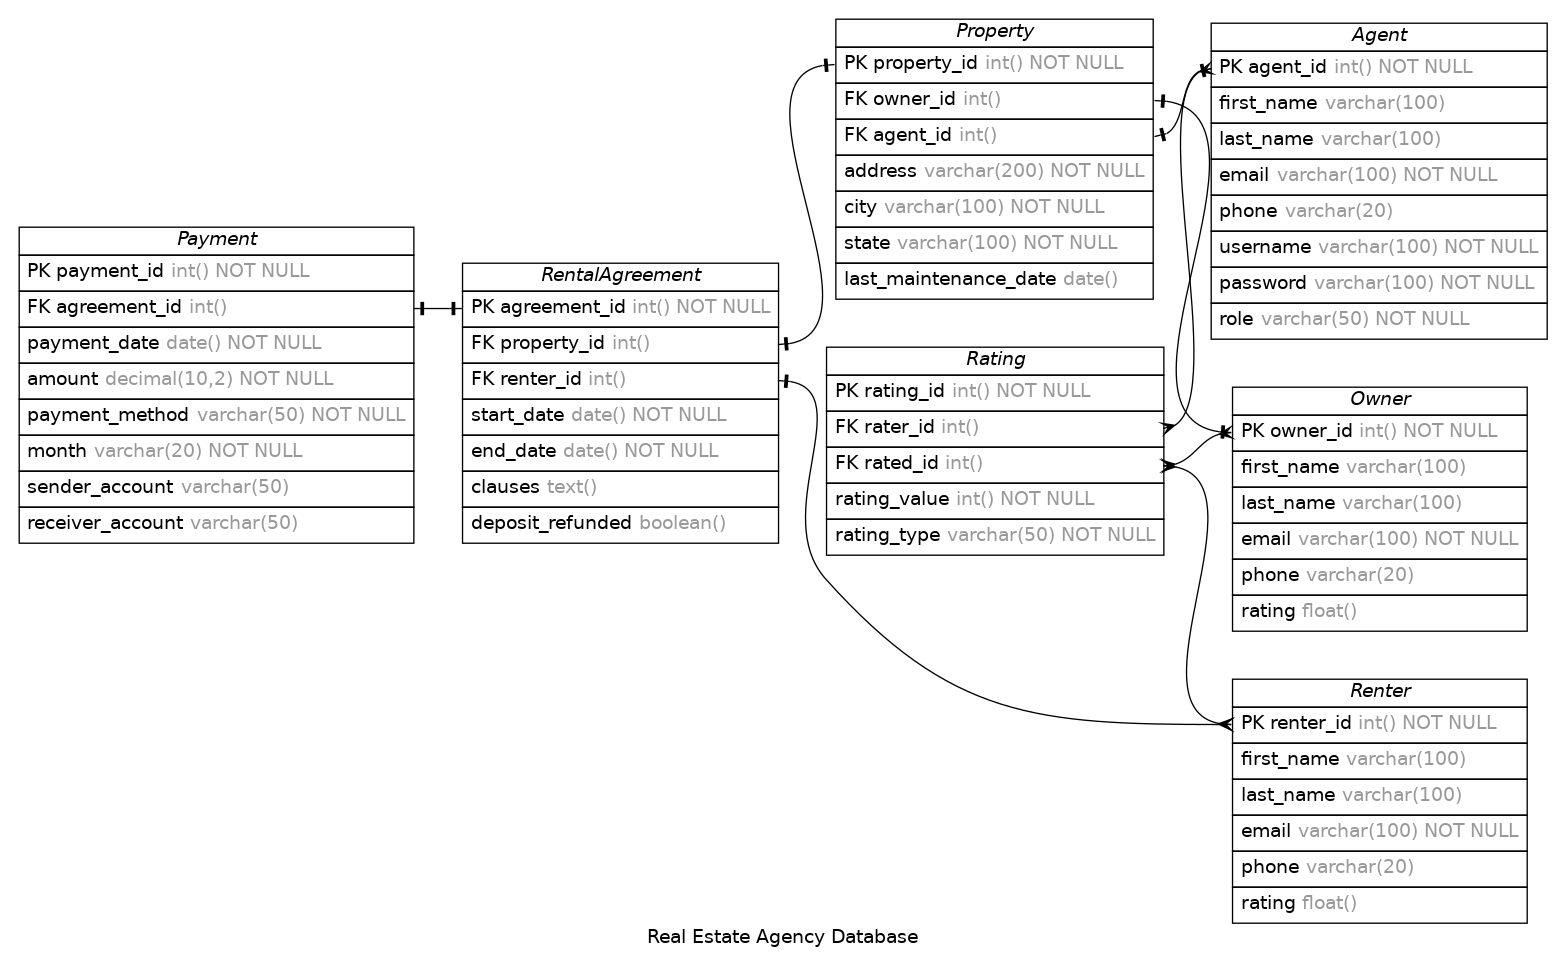 Payment
PK payment_id int() NOT NULL
FK agreement_id int()
payment_date date() NOT NULL
amount decimal(10,2) NOT NULL
payment_method varchar(50) NOT NULL
month varchar(20) NOT NULL
sender_account varchar(50)
receiver_account varchar(50)
RentalAgreement
PK agreement_id int() NOT NULL
FK property_id int()
FK renter_id int()
start_date date() NOT NULL
end_date date() NOT NULL
clauses text()
deposit_refunded boolean()
Property
PK property_id int() NOT NULL
FK owner_id int()
FK agent_id int()
address varchar(200) NOT NULL
city varchar(100) NOT NULL
state varchar(100) NOT NULL
last_maintenance_date date()
Rating
PK rating_id int() NOT NULL
FK rater_id int()
FK rated_id int()
rating_value int() NOT NULL
rating_type varchar(50) NOT NULL
Agent
PK agent_id int() NOT NULL
first_name varchar(100)
last_name varchar(100)
email varchar(100) NOT NULL
phone varchar(20)
username varchar(100) NOT NULL
password varchar(100) NOT NULL
role varchar(50) NOT NULL
Owner
PK owner_id int() NOT NULL
first_name varchar(100)
last_name varchar(100)
email varchar(100) NOT NULL
phone varchar(20)
rating float()
Renter
PK renter_id int() NOT NULL
first_name varchar(100)
last_name varchar(100)
email varchar(100) NOT NULL
phone varchar(20)
rating float()
Real Estate Agency Database